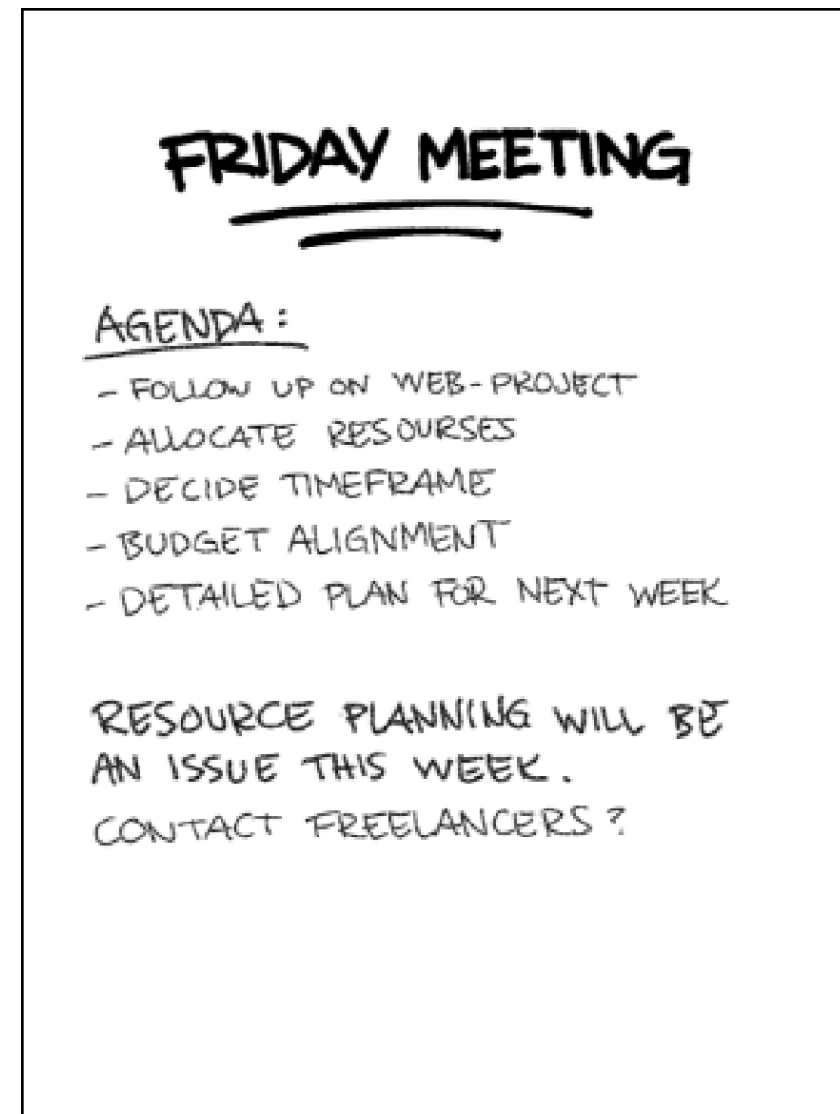 FRIDAY MEETING
AGENDA:
- FOLLOW UP ON WEB-PROJECT
- ALLOCATE RESOURSES
- DECIDE TIMEFRAME
- BUDGET ALIGNMENT
- DETAILED PLAN FOR NEXT WEEK
RESOURCE PLANNING WILL BE
AN ISSUE THIS WEEK.
CONTACT FREELANCERS?